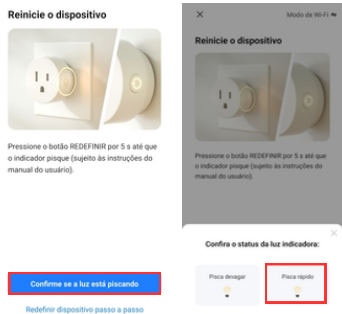 Reinicie o dispositivo
Pressione o botão REDEFINIR por 5 s até que
o indicador pisque (sujeito às instruções do
manual do usuário).
Confirme se a luz está piscando
Redefinir dispositivo passo a passo
Modo de Wi-Fi
Reinicie o dispositivo
Pressione o botão REDEFINIR por 5 s até que
o indicador pisque (sujeito às instruções do
manual do usuário).
Confira o status da luz indicadora:
Pisca devagar
Pisca rápido